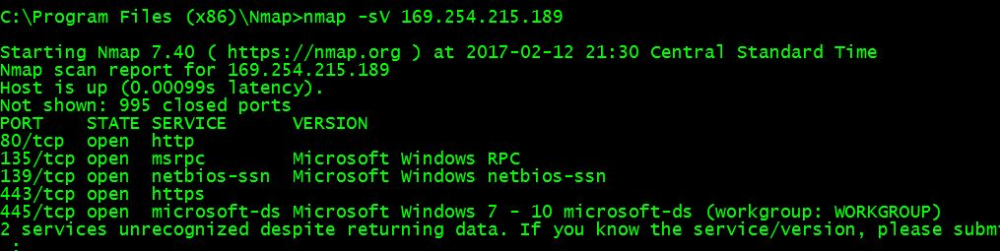 C:\Program Files (x86)\Nmap>nmap -sV 169.254.215.189
Starting Nmap 7.40 ( https://nmap.org ) at 2017-02-12 21:30 Central Standard Time
Nmap scan report for 169.254.215.189
Host is up (0.00099s latency).
Not shown: 995 closed ports
PORT    STATE SERVICE      VERSION
80/tcp  open  http
135/tcp open  msrpc        Microsoft Windows RPC
139/tcp open  netbios-ssn  Microsoft Windows netbios-ssn
443/tcp open  https
445/tcp open  microsoft-ds Microsoft Windows 7 - 10 microsoft-ds (workgroup: WORKGROUP)
2 services unrecognized despite returning data. If you know the service/version, please